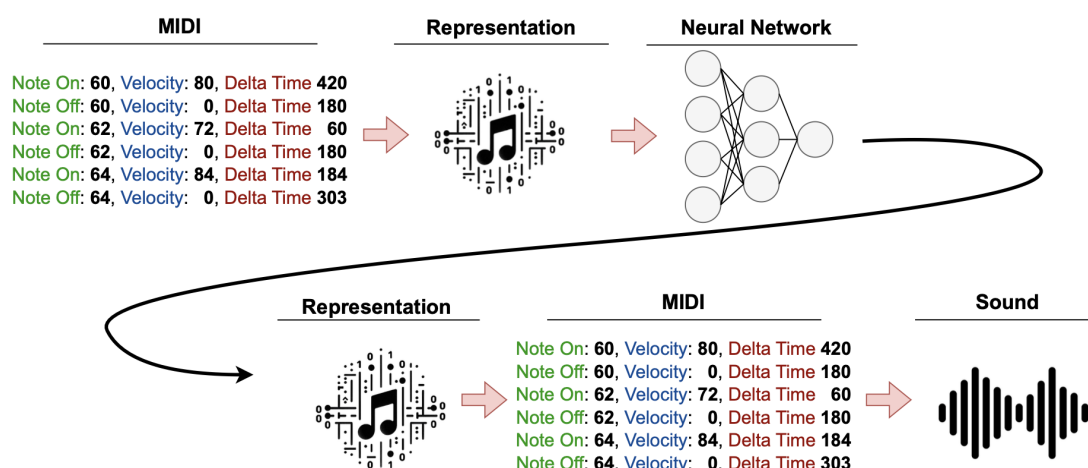 MIDI
Representation
Neural Network
Note On: 60, Velocity: 80, Delta Time 420
Note Off: 60, Velocity: 0, Delta Time 180
Note On: 62, Velocity: 72, Delta Time 60
Note Off: 62, Velocity: 0, Delta Time 180
Note On: 64, Velocity: 84, Delta Time 184
Note Off: 64, Velocity: 0, Delta Time 303
Representation
MIDI
Sound
Note On: 60, Velocity: 80, Delta Time 420
Note Off: 60, Velocity: 0, Delta Time 180
Note On: 62, Velocity: 72, Delta Time 60
Note Off: 62, Velocity: 0, Delta Time 180
Note On: 64, Velocity: 84, Delta Time 184
Note Off: 64, Velocity: 0, Delta Time 303